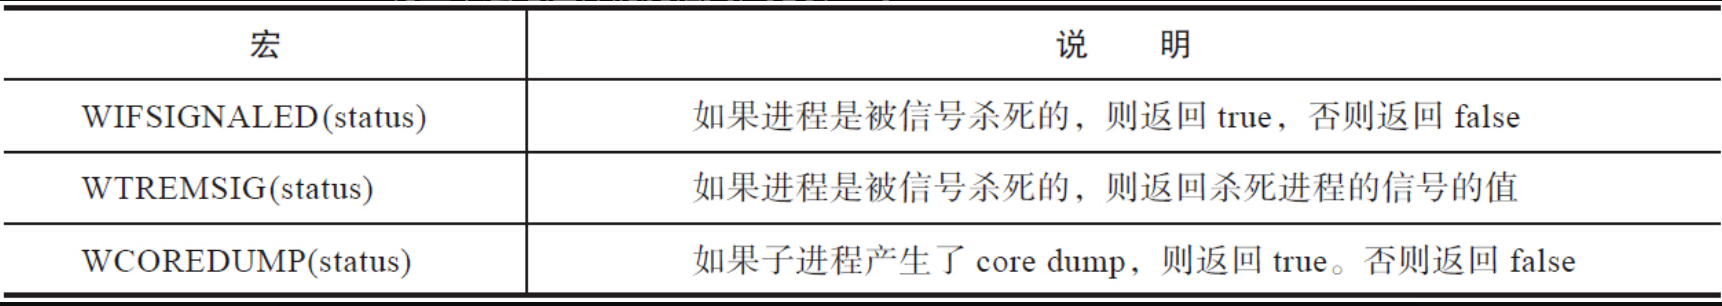 宏 说 明
WIFSIGNALED(status) 如果进程是被信号杀死的，则返回 true，否则返回 false
WTREMSIG(status) 如果进程是被信号杀死的，则返回杀死进程的信号的值
WCOREDUMP(status) 如果子进程产生了 core dump，则返回 true。否则返回 false